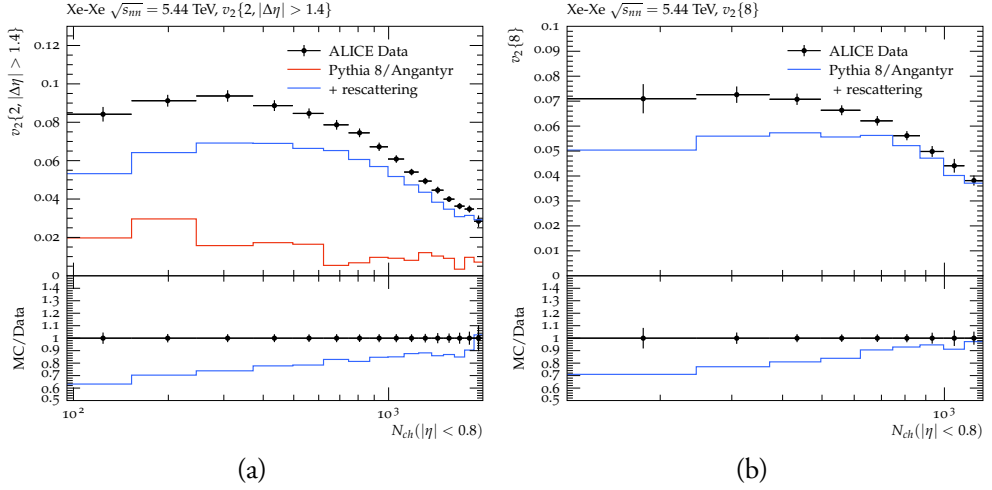 Xe-Xe √s_nn = 5.44 TeV, v₂{2, |Δη| > 1.4}
v₂{2, |Δη| > 1.4}
0.12
0.1
0.08
0.06
0.04
0.02
0
ALICE Data
Pythia 8/Angantyr
+ rescattering
MC/Data
1.4
1.3
1.2
1.1
1
0.9
0.8
0.7
0.6
0.5
10² 10³
N_ch(|η| < 0.8)
(a)
Xe-Xe √s_nn = 5.44 TeV, v₂{8}
v₂{8}
0.1
0.09
0.08
0.07
0.06
0.05
0.04
0.03
0.02
0.01
0
ALICE Data
Pythia 8/Angantyr
+ rescattering
MC/Data
1.4
1.3
1.2
1.1
1
0.9
0.8
0.7
0.6
0.5
10³
N_ch(|η| < 0.8)
(b)